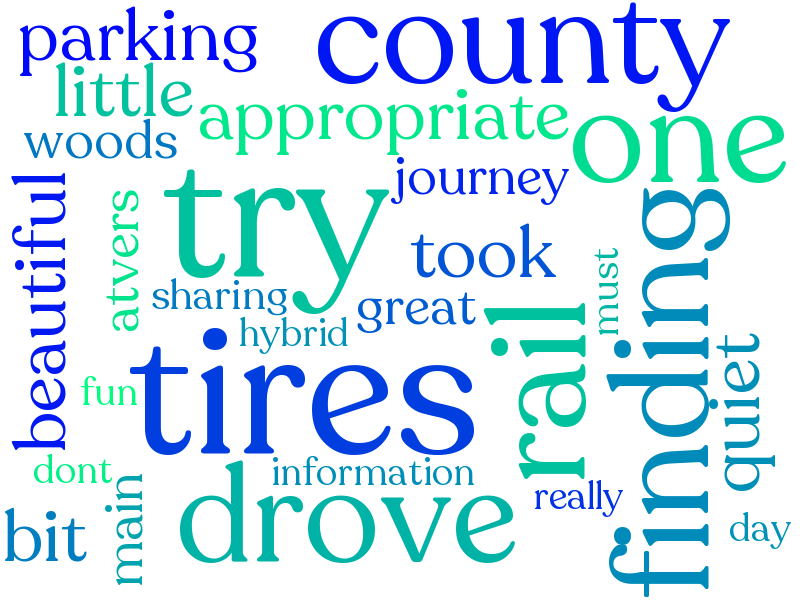 parking
county
little
appropriate
one
woods
journey
beautiful
atvers
try
took
finding
sharing
great
must
hybrid
rail
tires
quiet
fun
dont
information
main
drove
really
bit
day